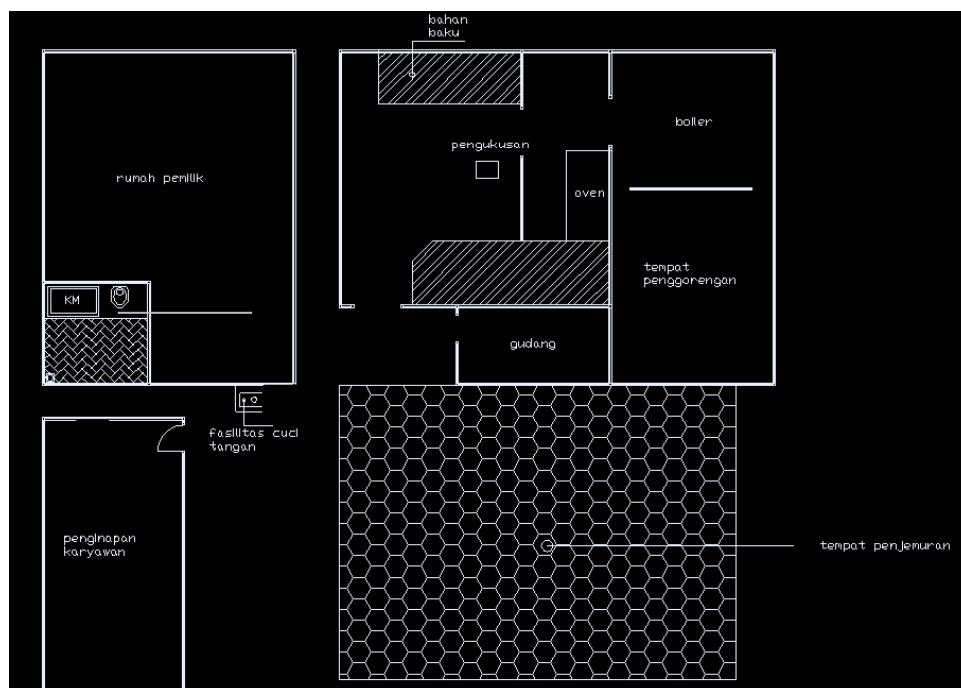 bahan
baku
boiler
pengukusan
rumah pemilik
oven
tempat
penggorengan
KM
gudang
fasilitas cuci
tangan
penginapan
karyawan
tempat penjemuran